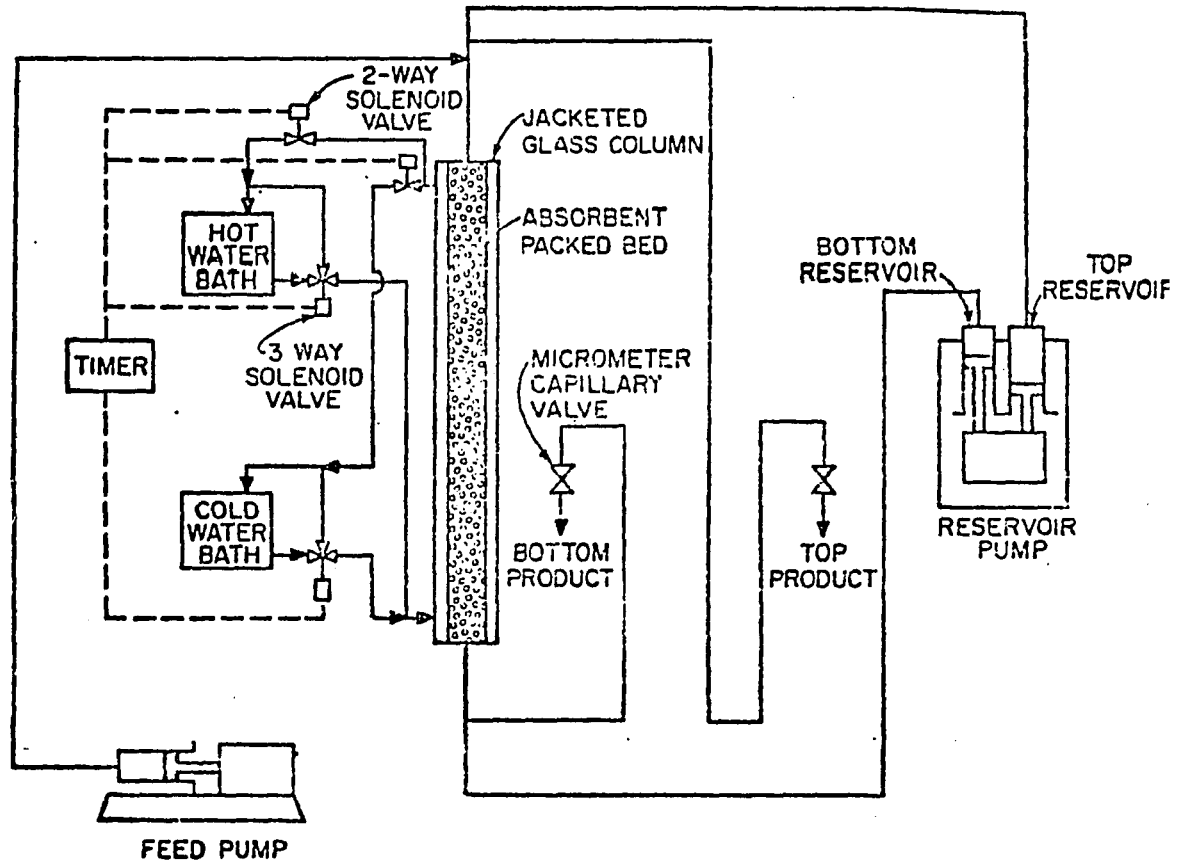 2-WAY
SOLENOID
VALVE
JACKETED
GLASS COLUMN
ABSORBENT
PACKED BED
HOT
WATER
BATH
BOTTOM
RESERVOIR
TOP
RESERVOIR
3 WAY
SOLENOID
VALVE
TIMER
MICROMETER
CAPILLARY
VALVE
COLD
WATER
BATH
BOTTOM
PRODUCT
TOP
PRODUCT
RESERVOIR
PUMP
FEED PUMP